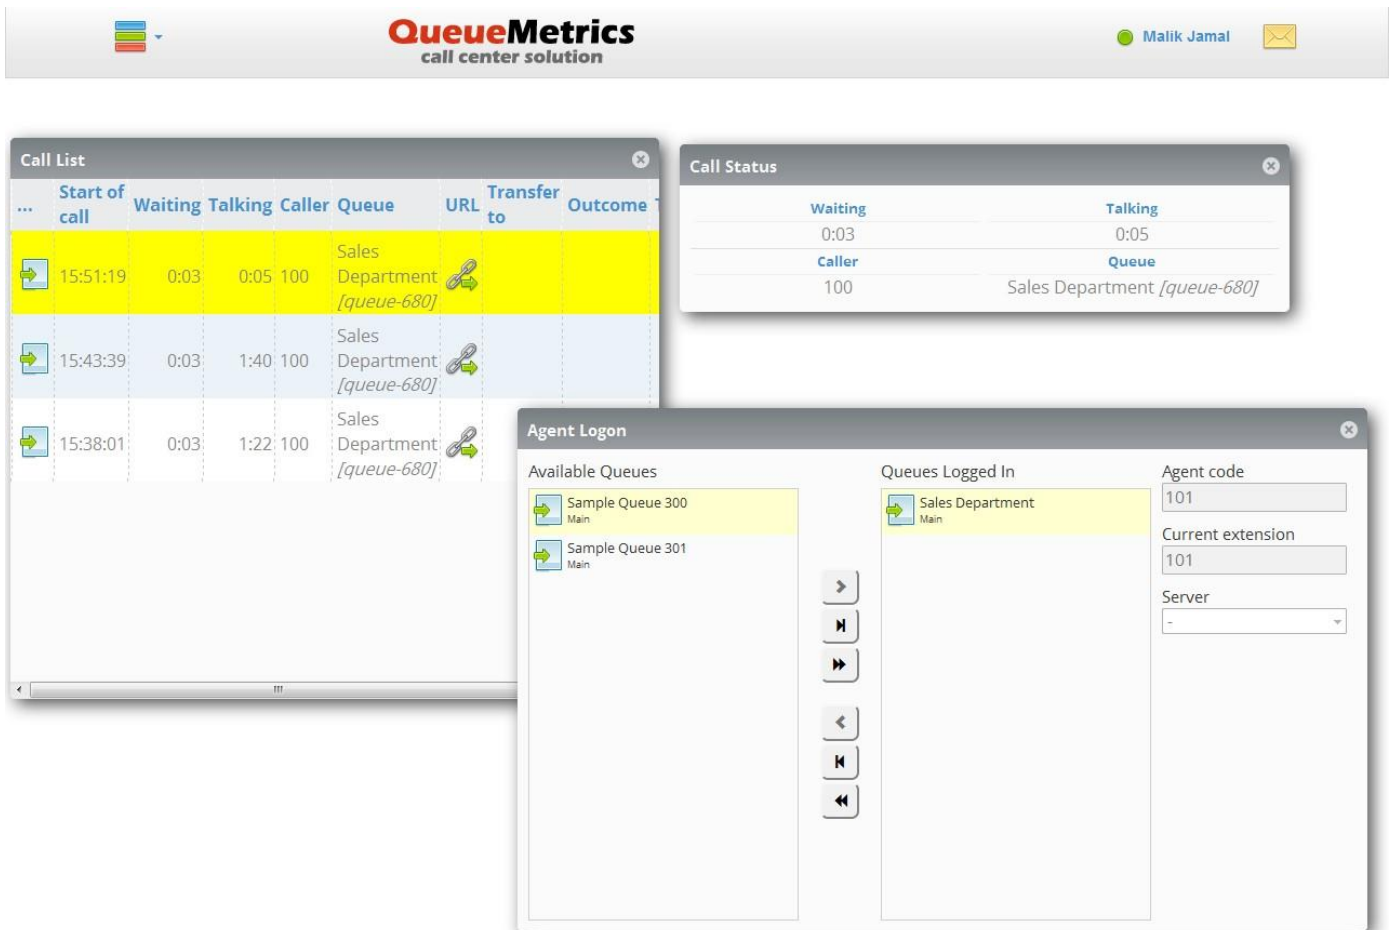 QueueMetrics
call center solution
Malik Jamal
Call List
... Start of call Waiting Talking Caller Queue URL Transfer to Outcome
15:51:19 0:03 0:05 100 Sales Department [queue-680]
15:43:39 0:03 1:40 100 Sales Department [queue-680]
15:38:01 0:03 1:22 100 Sales Department [queue-680]
Call Status
Waiting Talking
0:03 0:05
Caller Queue
100 Sales Department [queue-680]
Agent Logon
Available Queues
Sample Queue 300
Main
Sample Queue 301
Main
Queues Logged In
Sales Department
Main
Agent code
101
Current extension
101
Server
-